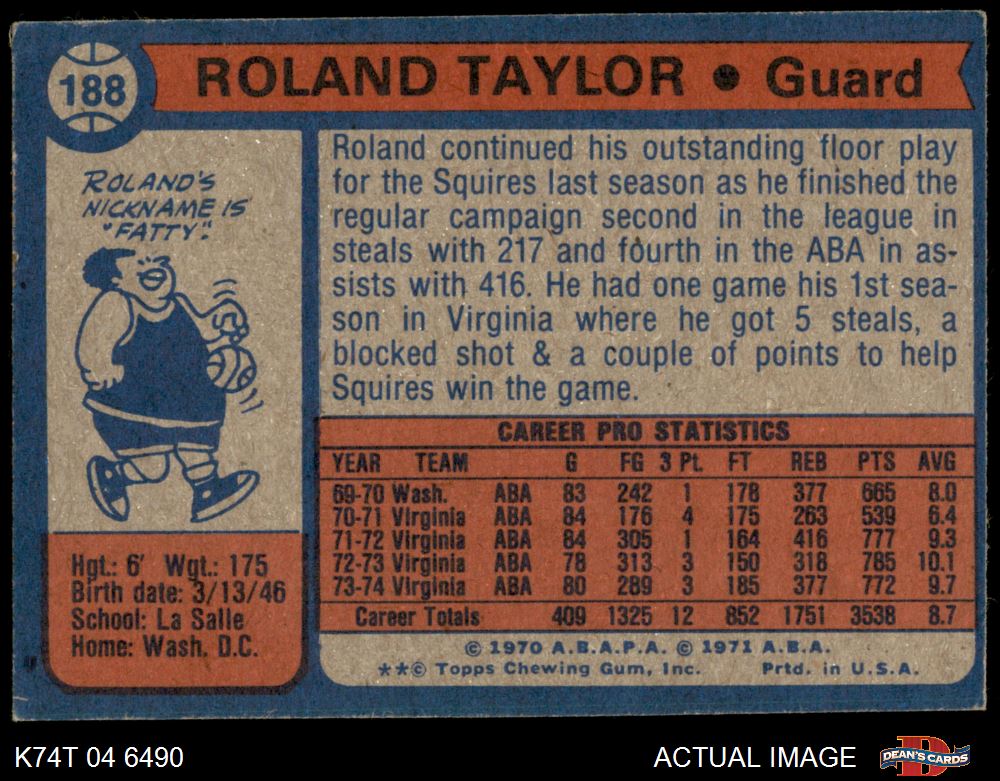 188
ROLAND TAYLOR • Guard
ROLAND'S
NICKNAME IS
"FATTY".
Roland continued his outstanding floor play
for the Squires last season as he finished the
regular campaign second in the league in
steals with 217 and fourth in the ABA in as-
sists with 416. He had one game his 1st sea-
son in Virginia where he got 5 steals, a
blocked shot & a couple of points to help
Squires win the game.
CAREER PRO STATISTICS
YEAR TEAM G FG 3 Pt. FT REB PTS AVG
69-70 Wash. ABA 83 242 1 178 377 665 8.0
70-71 Virginia ABA 84 176 4 175 263 539 6.4
71-72 Virginia ABA 84 305 1 164 416 777 9.3
72-73 Virginia ABA 78 313 3 150 318 785 10.1
73-74 Virginia ABA 80 289 3 185 377 772 9.7
Career Totals 409 1325 12 852 1751 3538 8.7
Hgt.: 6' Wgt.: 175
Birth date: 3/13/46
School: La Salle
Home: Wash. D.C.
© 1970 A.B.A.P.A. © 1971 A.B.A.
**© Topps Chewing Gum, Inc. Prtd. in U.S.A.
K74T 04 6490
ACTUAL IMAGE
D
DEAN'S CARDS